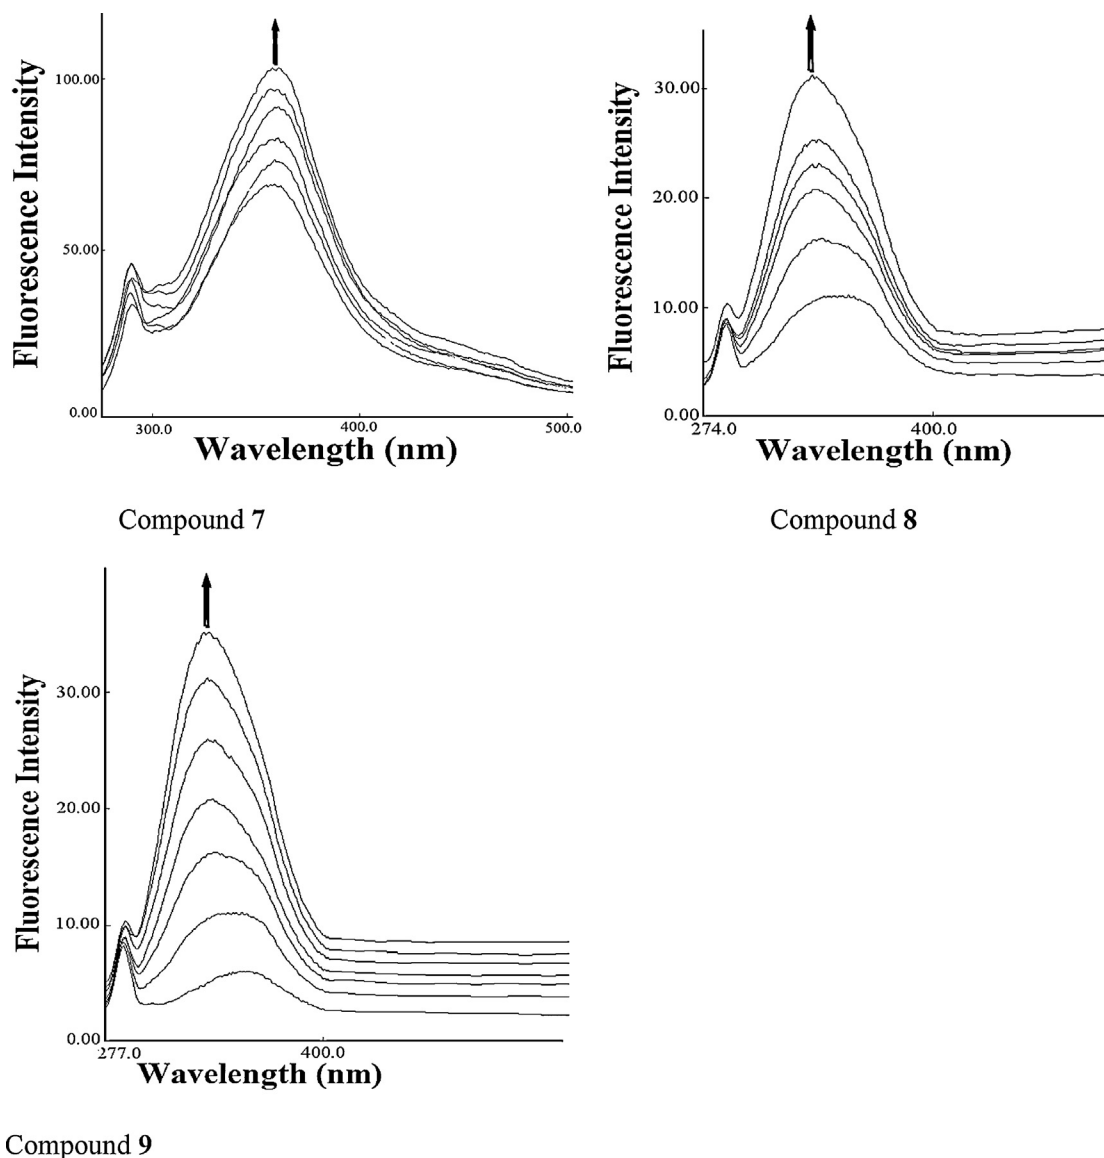 Fluorescence Intensity
100.00
50.00
0.00
300.0 400.0 500.0
Wavelength (nm)
Compound 7
Fluorescence Intensity
30.00
20.00
10.00
0.00
274.0 400.0
Wavelength (nm)
Compound 8
Fluorescence Intensity
30.00
20.00
10.00
0.00
277.0 400.0
Wavelength (nm)
Compound 9